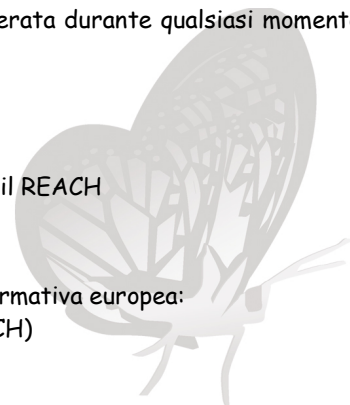 erata durante qualsiasi moment
il REACH
rmativa europea:
CH)